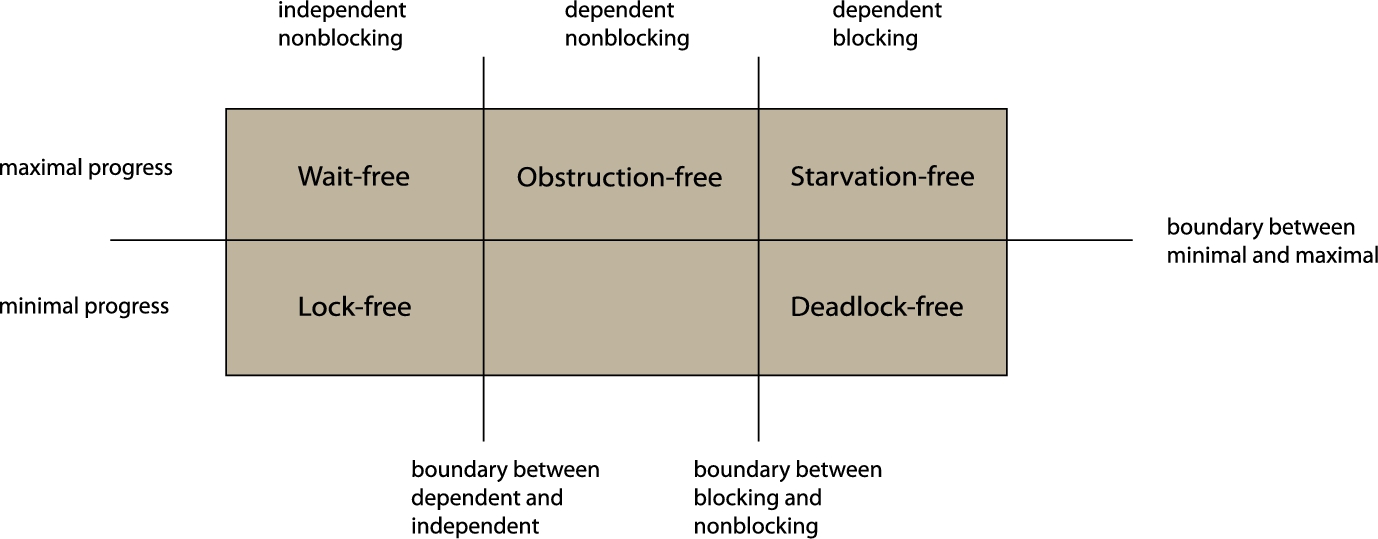 independent
nonblocking
dependent
nonblocking
dependent
blocking
maximal progress
Wait-free
Obstruction-free
Starvation-free
boundary between
minimal and maximal
minimal progress
Lock-free
Deadlock-free
boundary between
dependent and
independent
boundary between
blocking and
nonblocking